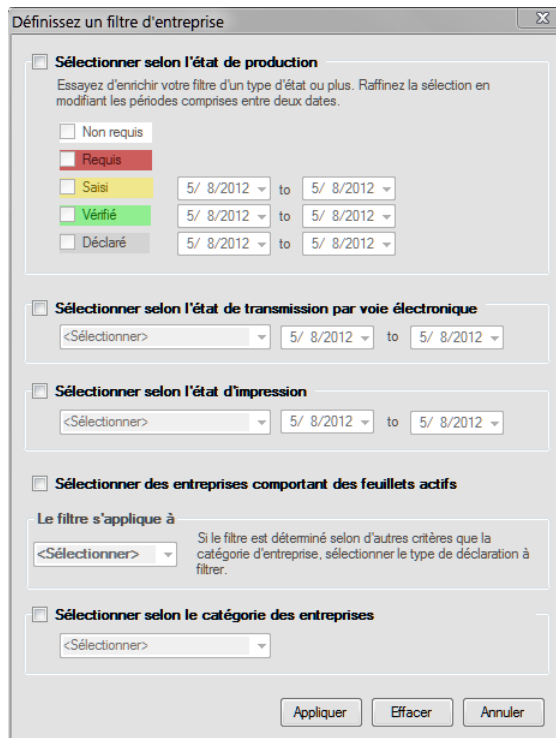 Définissez un filtre d'entreprise
Sélectionner selon l'état de production
Essayez d'enrichir votre filtre d'un type d'état ou plus. Raffinez la sélection en
modifiant les périodes comprises entre deux dates.
Non requis
Requis
Saisi 5/ 8/2012 to 5/ 8/2012
Vérifié 5/ 8/2012 to 5/ 8/2012
Déclaré 5/ 8/2012 to 5/ 8/2012
Sélectionner selon l'état de transmission par voie électronique
<Sélectionner> 5/ 8/2012 to 5/ 8/2012
Sélectionner selon l'état d'impression
<Sélectionner> 5/ 8/2012 to 5/ 8/2012
Sélectionner des entreprises comportant des feuillets actifs
Le filtre s'applique à
<Sélectionner>
Si le filtre est déterminé selon d'autres critères que la
catégorie d'entreprise, sélectionner le type de déclaration à
filtrer.
Sélectionner selon le catégorie des entreprises
<Sélectionner>
Appliquer Effacer Annuler